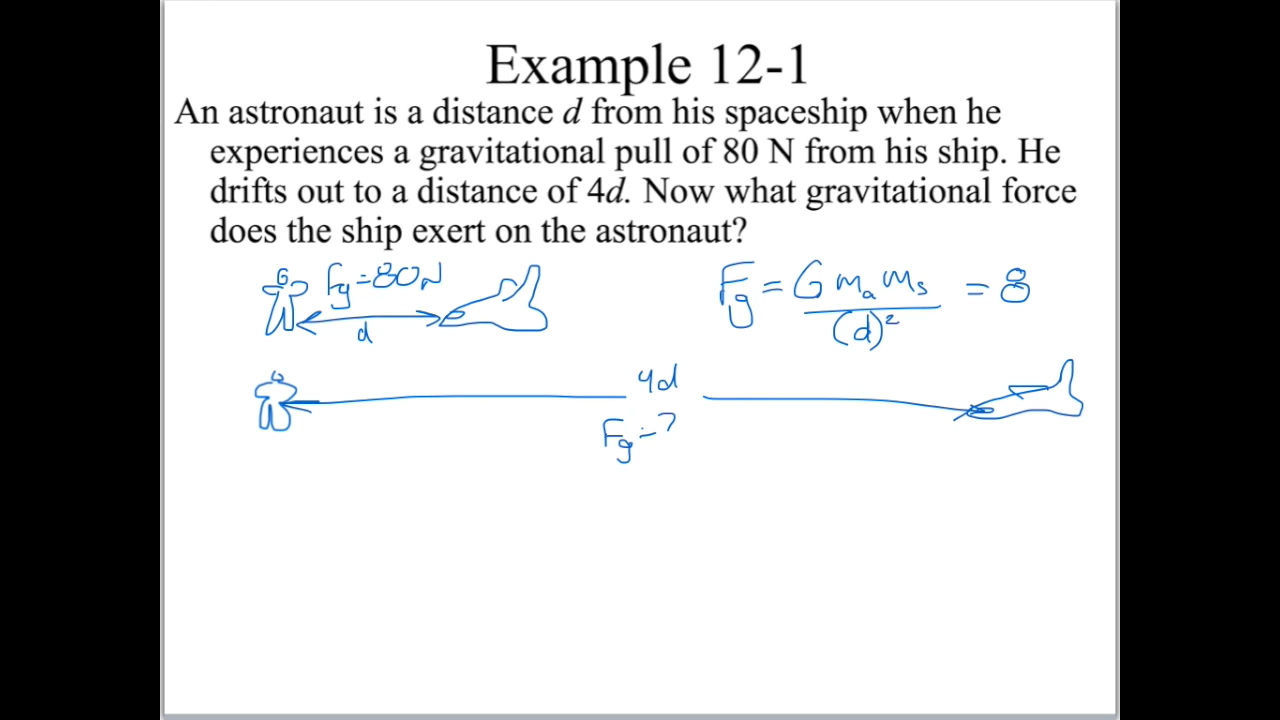 Example 12-1
An astronaut is a distance d from his spaceship when he
experiences a gravitational pull of 80 N from his ship. He
drifts out to a distance of 4d. Now what gravitational force
does the ship exert on the astronaut?
Fg = 80N
d
Fg = G ma ms / (d)² = 8
4d
Fg = ?